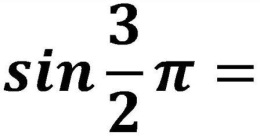 sin 3/2 π =